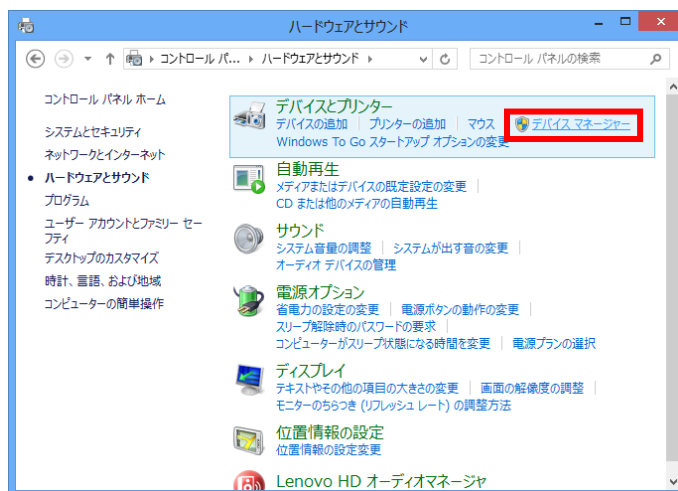 ハードウェアとサウンド
コントロール パ... ハードウェアとサウンド コントロール パネルの検索
コントロール パネル ホーム
システムとセキュリティ
ネットワークとインターネット
ハードウェアとサウンド
プログラム
ユーザー アカウントとファミリー セー
フティ
デスクトップのカスタマイズ
時計、言語、および地域
コンピューターの簡単操作
デバイスとプリンター
デバイスの追加 プリンターの追加 マウス デバイス マネージャー
Windows To Go スタートアップ オプションの変更
自動再生
メディアまたはデバイスの既定設定の変更
CD または他のメディアの自動再生
サウンド
システム音量の調整 システムが出す音の変更
オーディオ デバイスの管理
電源オプション
省電力の設定の変更 電源ボタンの動作の変更
スリープ解除時のパスワードの要求
コンピューターがスリープ状態になる時間を変更 電源プランの選択
ディスプレイ
テキストやその他の項目の大きさの変更 画面の解像度の調整
モニターのちらつき (リフレッシュ レート) の調整方法
位置情報の設定
位置情報の設定変更
Lenovo HD オーディオマネージャ